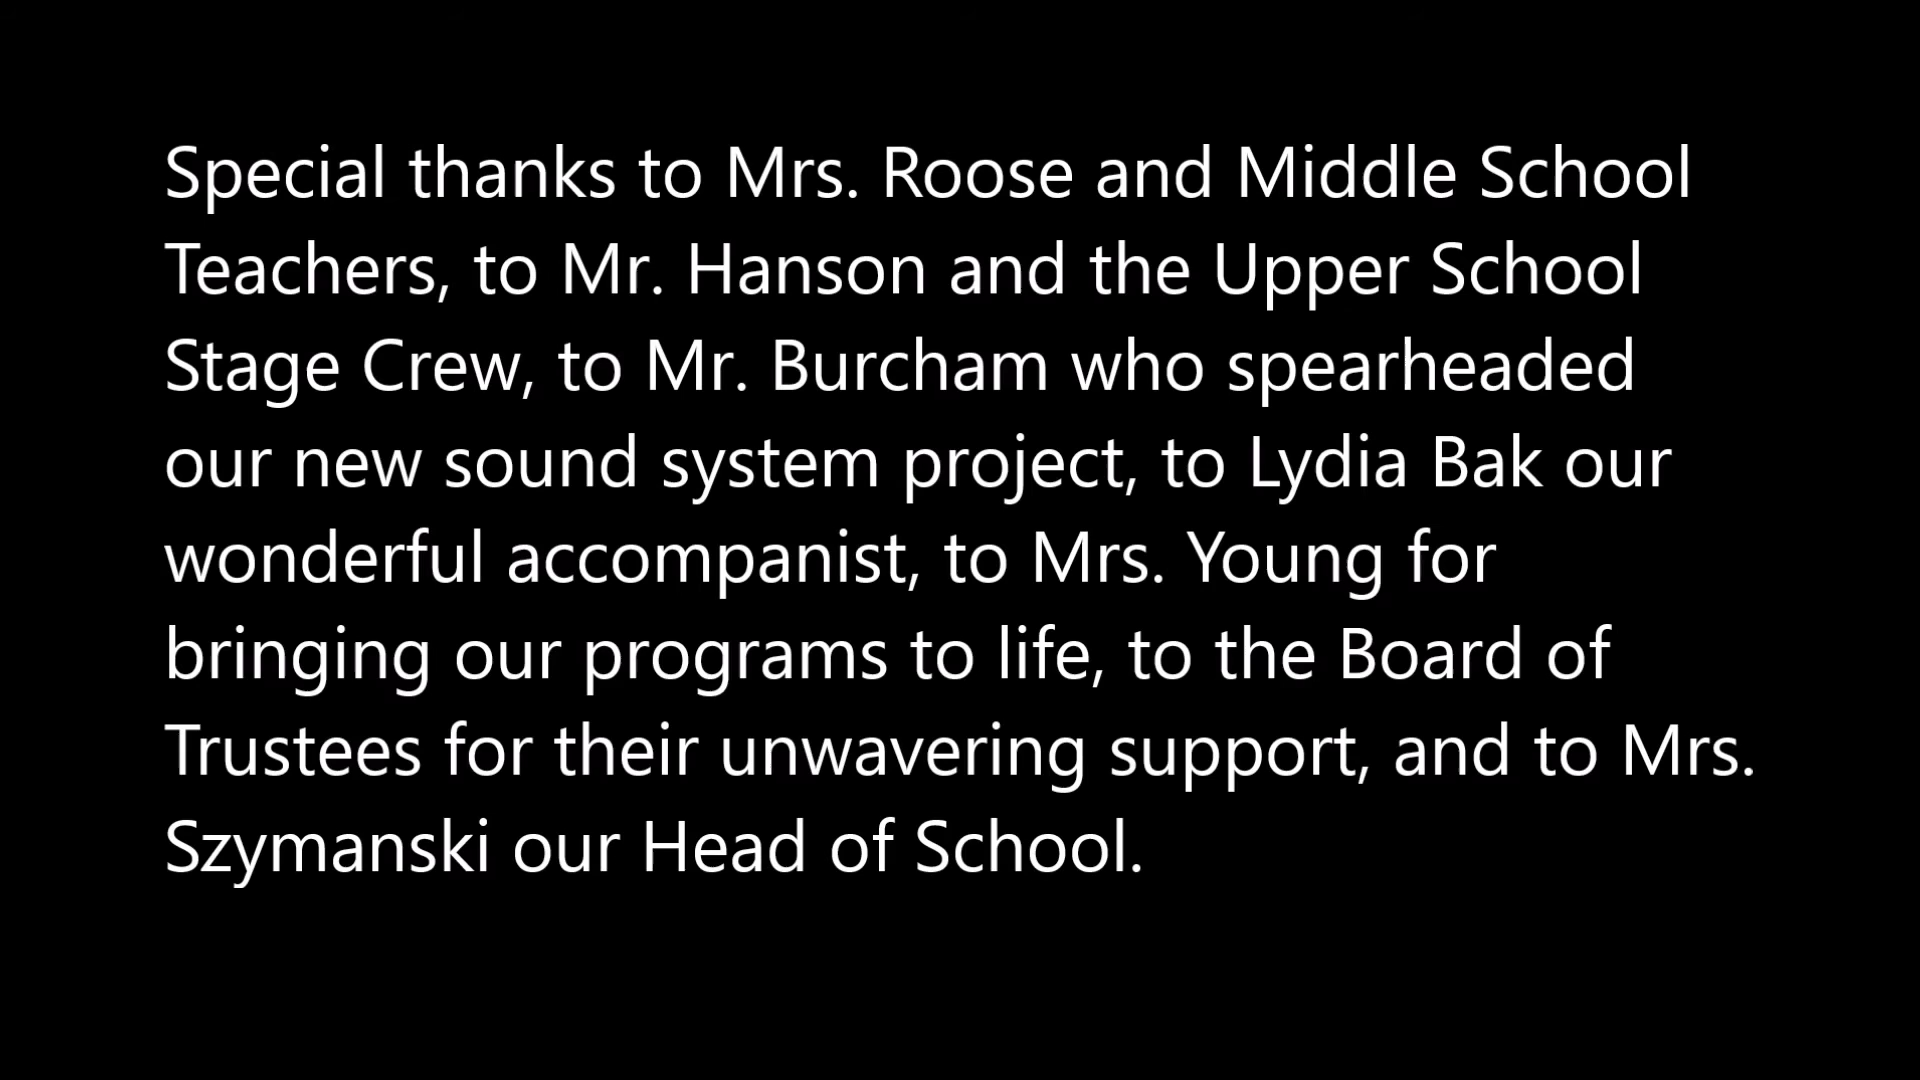 Special thanks to Mrs. Roose and Middle School
Teachers, to Mr. Hanson and the Upper School
Stage Crew, to Mr. Burcham who spearheaded
our new sound system project, to Lydia Bak our
wonderful accompanist, to Mrs. Young for
bringing our programs to life, to the Board of
Trustees for their unwavering support, and to Mrs.
Szymanski our Head of School.